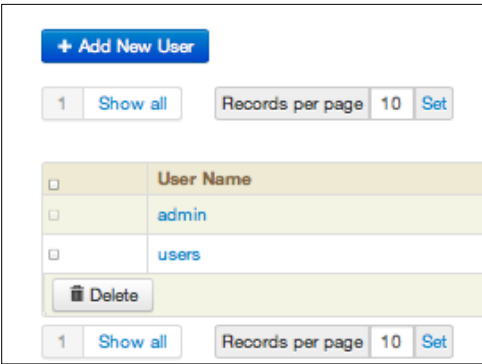 + Add New User
1 Show all Records per page 10 Set
User Name
admin
users
Delete
1 Show all Records per page 10 Set